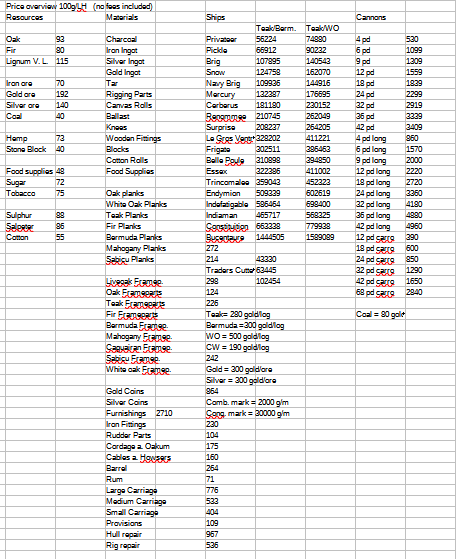 Price overview 100g/LH (no fees included)
Resources Materials Ships Cannons
Teak/Berm. Teak/WO
Oak 93 Charcoal Privateer 56224 74880 4 pd 530
Fir 80 Iron Ingot Pickle 66912 90232 6 pd 1099
Lignum V. L. 115 Silver Ingot Brig 107895 140543 9 pd 1309
Gold Ingot Snow 124758 162070 12 pd 1559
Iron ore 70 Tar Navy Brig 109936 144916 18 pd 1839
Gold ore 192 Rigging Parts Mercury 132387 176695 24 pd 2299
Silver ore 140 Canvas Rolls Cerberus 181180 230152 32 pd 2919
Coal 40 Ballast Renommee 210745 262049 36 pd 3339
Knees Surprise 208237 264205 42 pd 3409
Hemp 73 Wooden Fittings Le Gros Vent 328202 411221 4 pd long 860
Stone Block 40 Blocks Frigate 302511 386463 6 pd long 1570
Cotton Rolls Belle Poule 310898 394850 9 pd long 2000
Food supplies 48 Food Supplies Essex 322386 411002 12 pd long 2220
Sugar 72 Trincomalee 359043 452323 18 pd long 2720
Tobacco 75 Oak planks Endymion 509339 602619 24 pd long 3360
White Oak Planks Indefatigable 586464 698400 32 pd long 4180
Sulphur 88 Teak Planks Indiaman 465717 568325 36 pd long 4880
Salpeter 86 Fir Planks Constitution 663338 779938 42 pd long 4960
Cotton 55 Bermuda Planks Bucentaure 1444505 1589089 12 pd carro 390
Mahogany Planks 272 18 pd carro 600
Sabicu Planks 214 43330 24 pd carro 850
Traders Cutte 63445 32 pd carro 1290
Liveoak Framep. 298 102454 42 pd carro 1650
Oak Frameparts 124 68 pd carro 2840
Teak Frameparts 226
Fir Frameparts Teak= 280 gold/log Coal = 80 gold
Bermuda Framep. Bermuda =300 gold/log
Mahogany Framep. WO = 500 gold/log
Caguairan Framep. CW = 190 gold/log
Sabicu Framep. 242
White oak Framep. Gold = 300 gold/ore
Silver = 300 gold/ore
Gold Coins 864
Silver Coins Comb. mark = 2000 g/m
Furnishings 2710 Conq. mark = 30000 g/m
Iron Fittings 230
Rudder Parts 104
Cordage a. Oakum 175
Cables a. Howsers 160
Barrel 264
Rum 71
Large Carriage 776
Medium Carriage 533
Small Carriage 404
Provisions 109
Hull repair 967
Rig repair 536